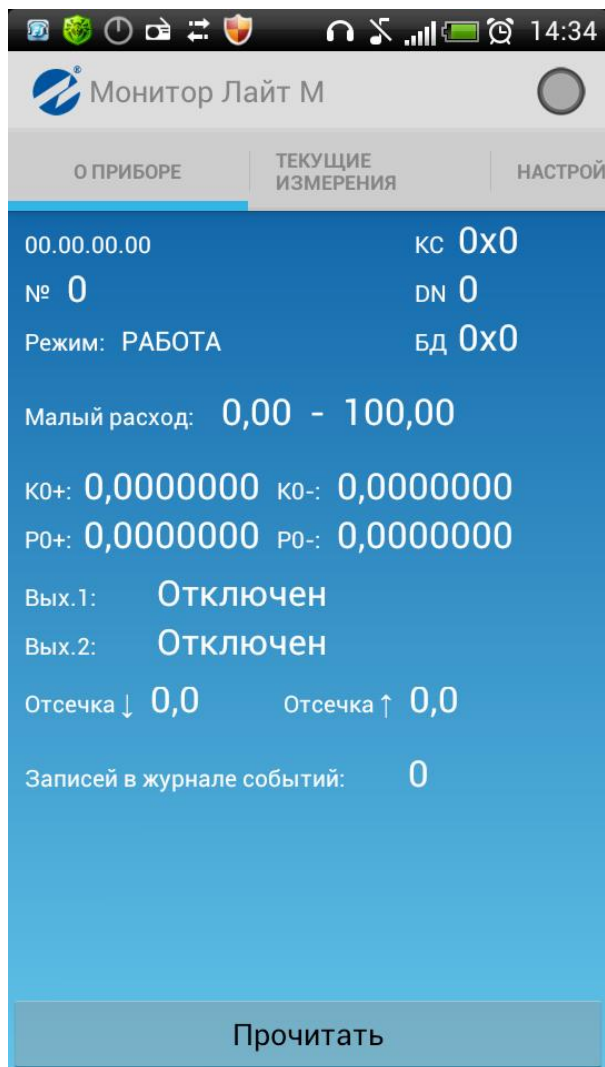 14:34
Монитор Лайт М
О ПРИБОРЕ ТЕКУЩИЕ ИЗМЕРЕНИЯ НАСТРОЙ
00.00.00.00 КС 0x0
№ 0 DN 0
Режим: РАБОТА БД 0x0
Малый расход: 0,00 - 100,00
К0+: 0,0000000 К0-: 0,0000000
Р0+: 0,0000000 Р0-: 0,0000000
Вых.1: Отключен
Вых.2: Отключен
Отсечка ↓ 0,0 Отсечка ↑ 0,0
Записей в журнале событий: 0
Прочитать